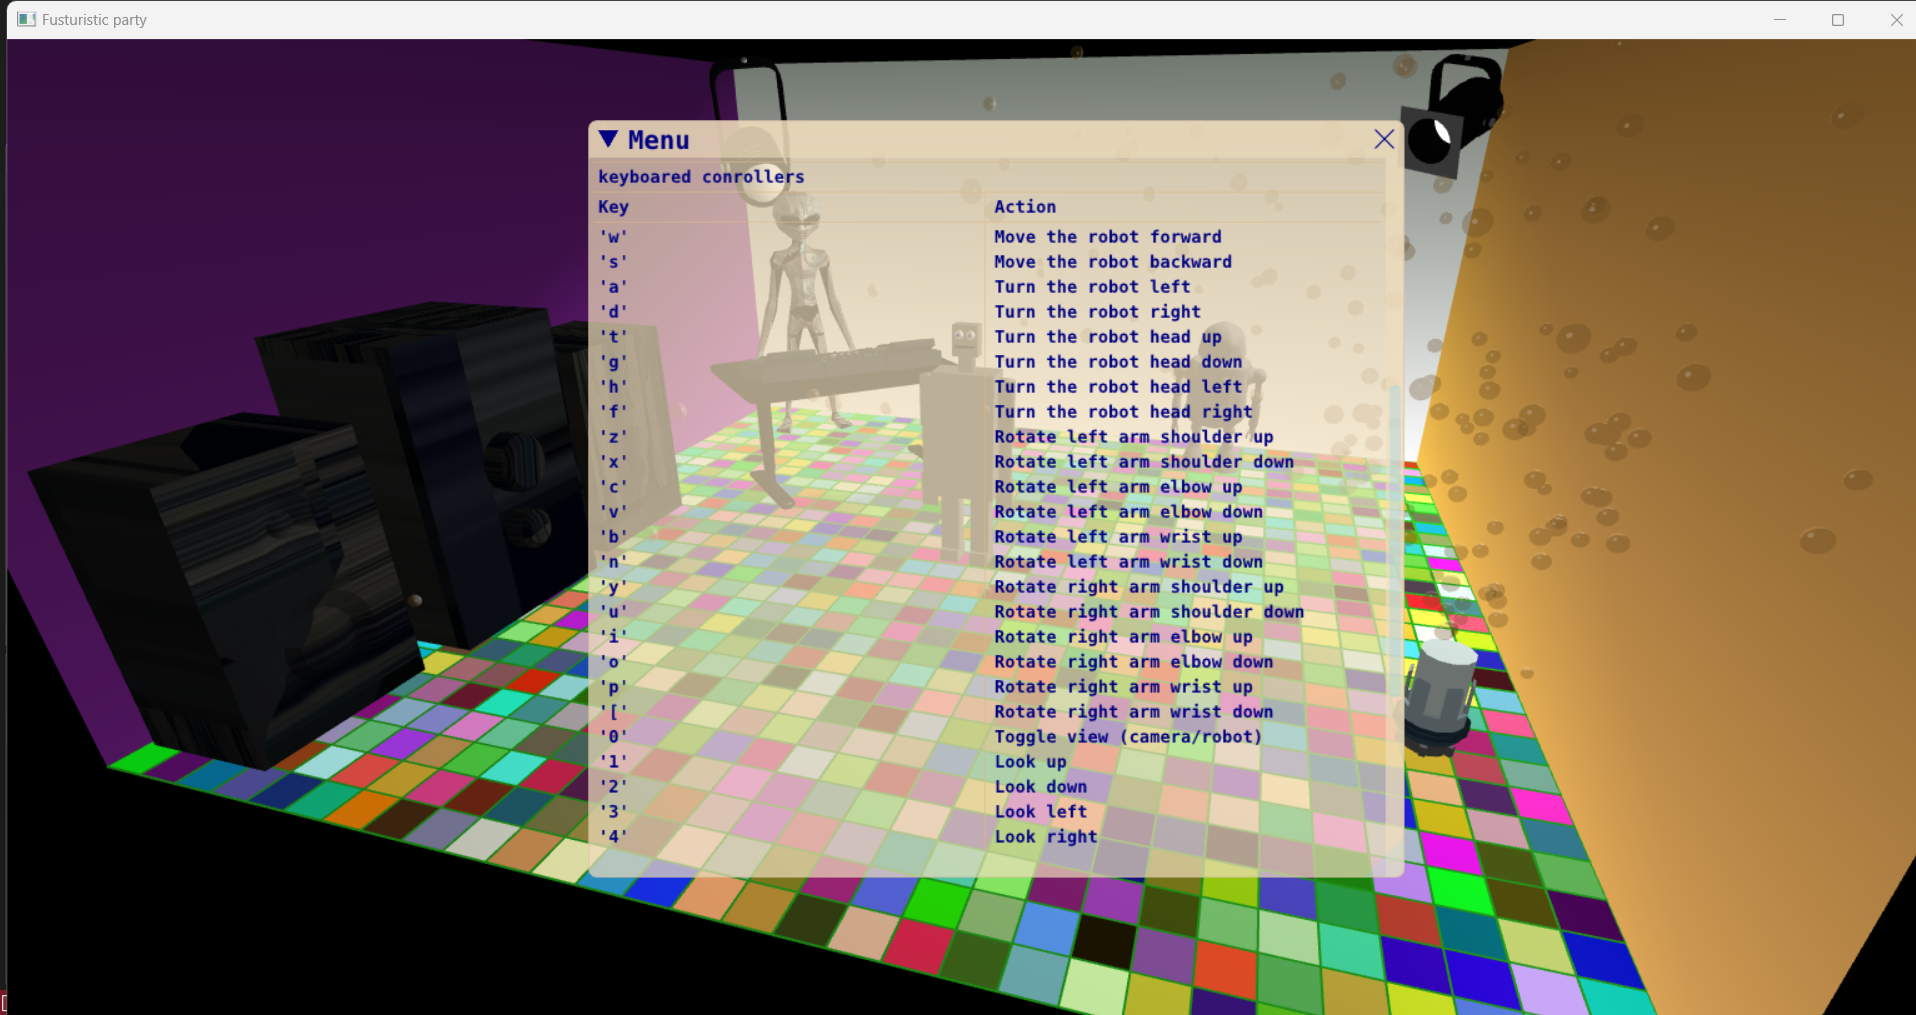 Fusturistic party
Menu
keyboared conrollers
Key Action
'w' Move the robot forward
's' Move the robot backward
'a' Turn the robot left
'd' Turn the robot right
't' Turn the robot head up
'g' Turn the robot head down
'h' Turn the robot head left
'f' Turn the robot head right
'z' Rotate left arm shoulder up
'x' Rotate left arm shoulder down
'c' Rotate left arm elbow up
'v' Rotate left arm elbow down
'b' Rotate left arm wrist up
'n' Rotate left arm wrist down
'y' Rotate right arm shoulder up
'u' Rotate right arm shoulder down
'i' Rotate right arm elbow up
'o' Rotate right arm elbow down
'p' Rotate right arm wrist up
'[' Rotate right arm wrist down
'0' Toggle view (camera/robot)
'1' Look up
'2' Look down
'3' Look left
'4' Look right